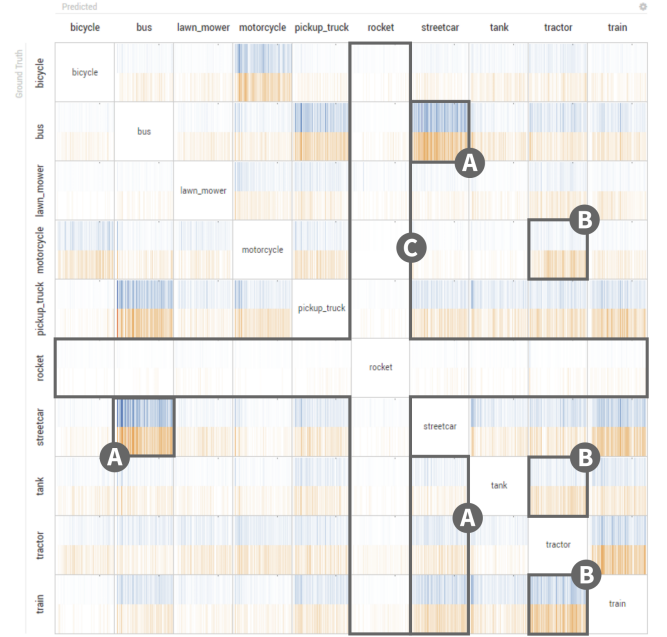 Predicted
bicycle bus lawn_mower motorcycle pickup_truck rocket streetcar tank tractor train
Ground Truth
bicycle bicycle
bus bus
A
lawn_mower lawn_mower
B
motorcycle motorcycle C
pickup_truck pickup_truck
rocket rocket
streetcar streetcar
A B
tank tank
A
tractor tractor
B
train train